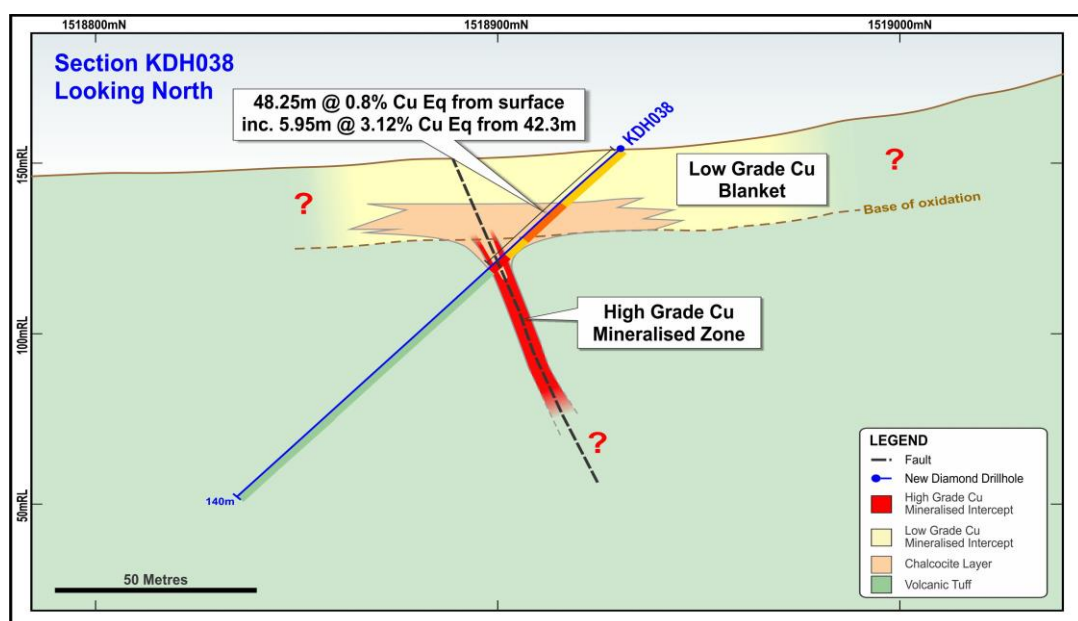 1518800mN
1518900mN
1519000mN
Section KDH038
Looking North
48.25m @ 0.8% Cu Eq from surface
inc. 5.95m @ 3.12% Cu Eq from 42.3m
KDH038
Low Grade Cu
Blanket
?
?
150mRL
Base of oxidation
High Grade Cu
Mineralised Zone
100mRL
?
50mRL
140m
50 Metres
LEGEND
Fault
New Diamond Drillhole
High Grade Cu
Mineralised Intercept
Low Grade Cu
Mineralised Intercept
Chalcocite Layer
Volcanic Tuff